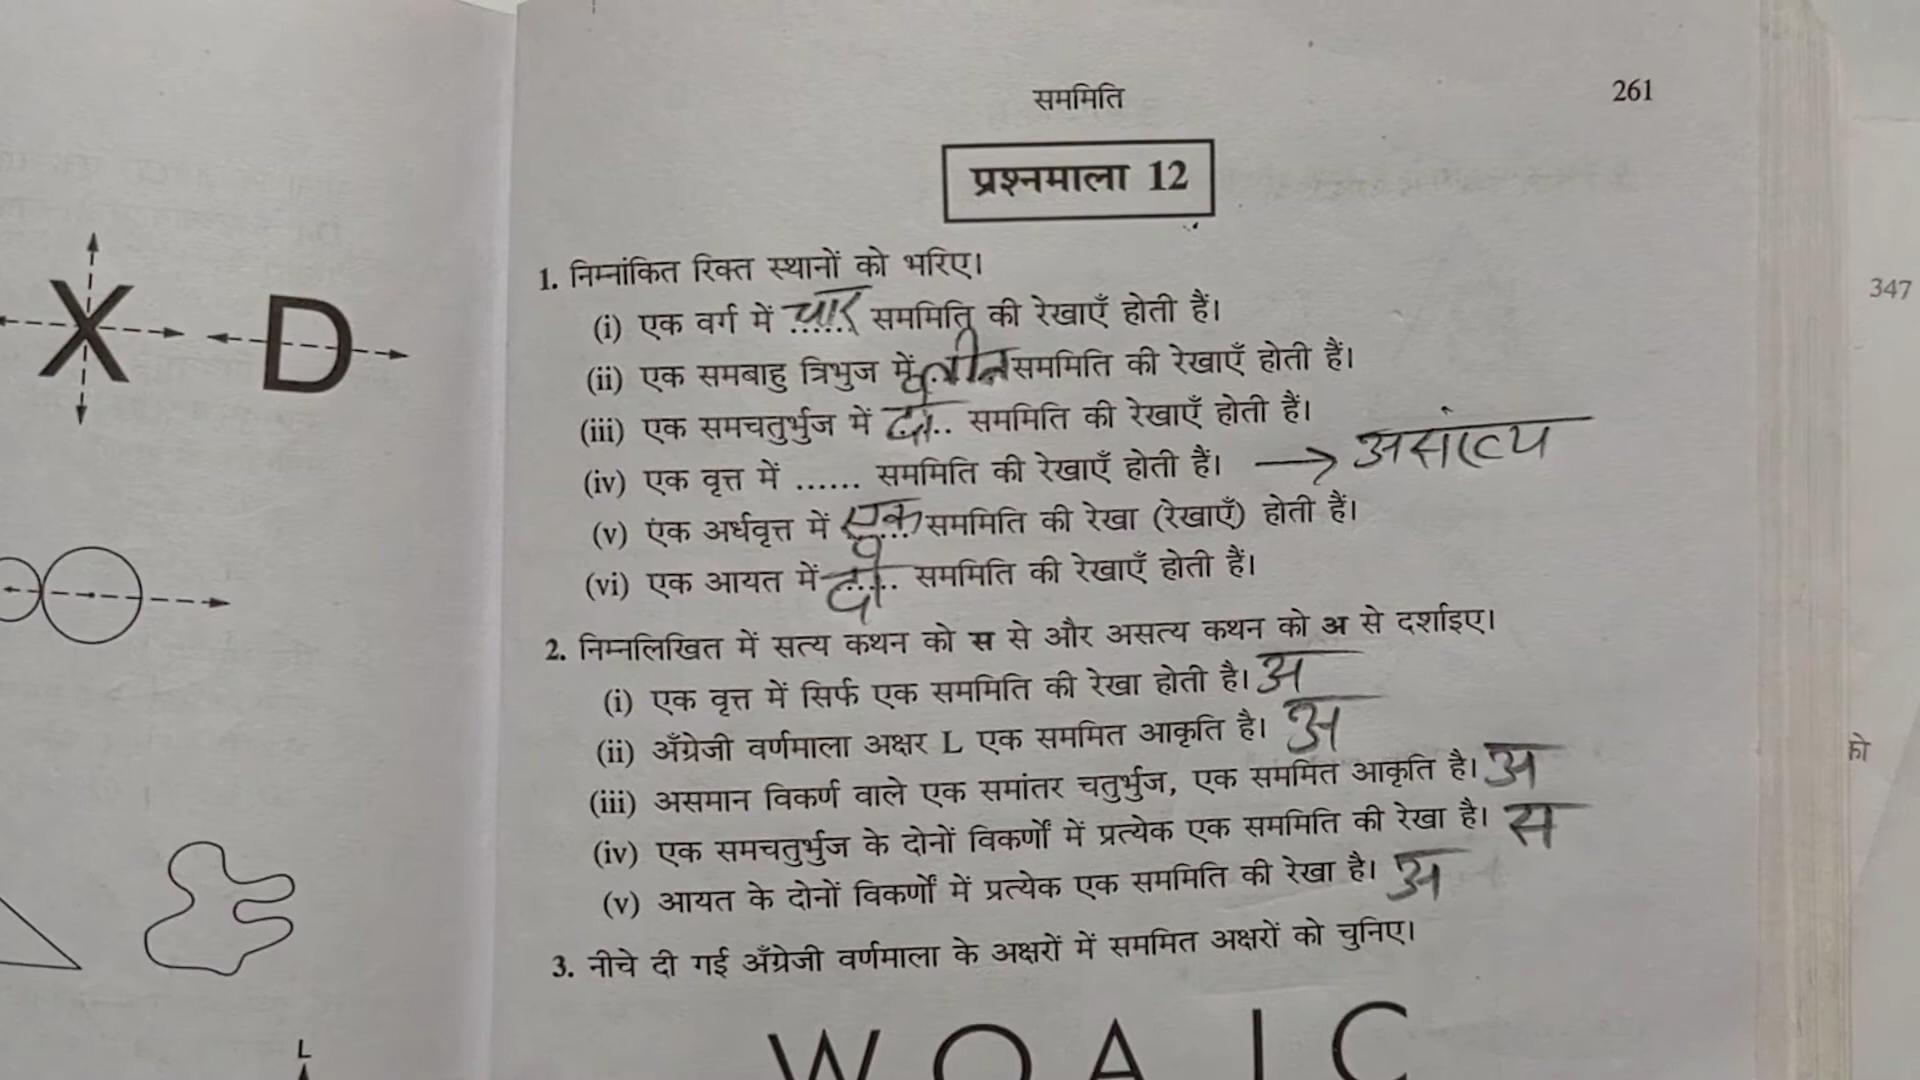 सममिति 261
प्रश्नमाला 12
1. निम्नांकित रिक्त स्थानों को भरिए।
(i) एक वर्ग में चार सममिति की रेखाएँ होती हैं।
(ii) एक समबाहु त्रिभुज में तीन सममिति की रेखाएँ होती हैं।
(iii) एक समचतुर्भुज में दो.. सममिति की रेखाएँ होती हैं।
(iv) एक वृत्त में ...... सममिति की रेखाएँ होती हैं। →
(v) एक अर्धवृत्त में एक सममिति की रेखा (रेखाएँ) होती हैं।
(vi) एक आयत में दो.. सममिति की रेखाएँ होती हैं।
2. निम्नलिखित में सत्य कथन को स से और असत्य कथन को अ से दर्शाइए।
(i) एक वृत्त में सिर्फ एक सममिति की रेखा होती है। अ
(ii) अँग्रेजी वर्णमाला अक्षर L एक सममित आकृति है। अ
(iii) असमान विकर्ण वाले एक समांतर चतुर्भुज, एक सममित आकृति है। अ
(iv) एक समचतुर्भुज के दोनों विकर्णों में प्रत्येक एक सममिति की रेखा है। स
(v) आयत के दोनों विकर्णों में प्रत्येक एक सममिति की रेखा है। अ
3. नीचे दी गई अँग्रेजी वर्णमाला के अक्षरों में सममित अक्षरों को चुनिए।
W O A I C
X D
L
347
को